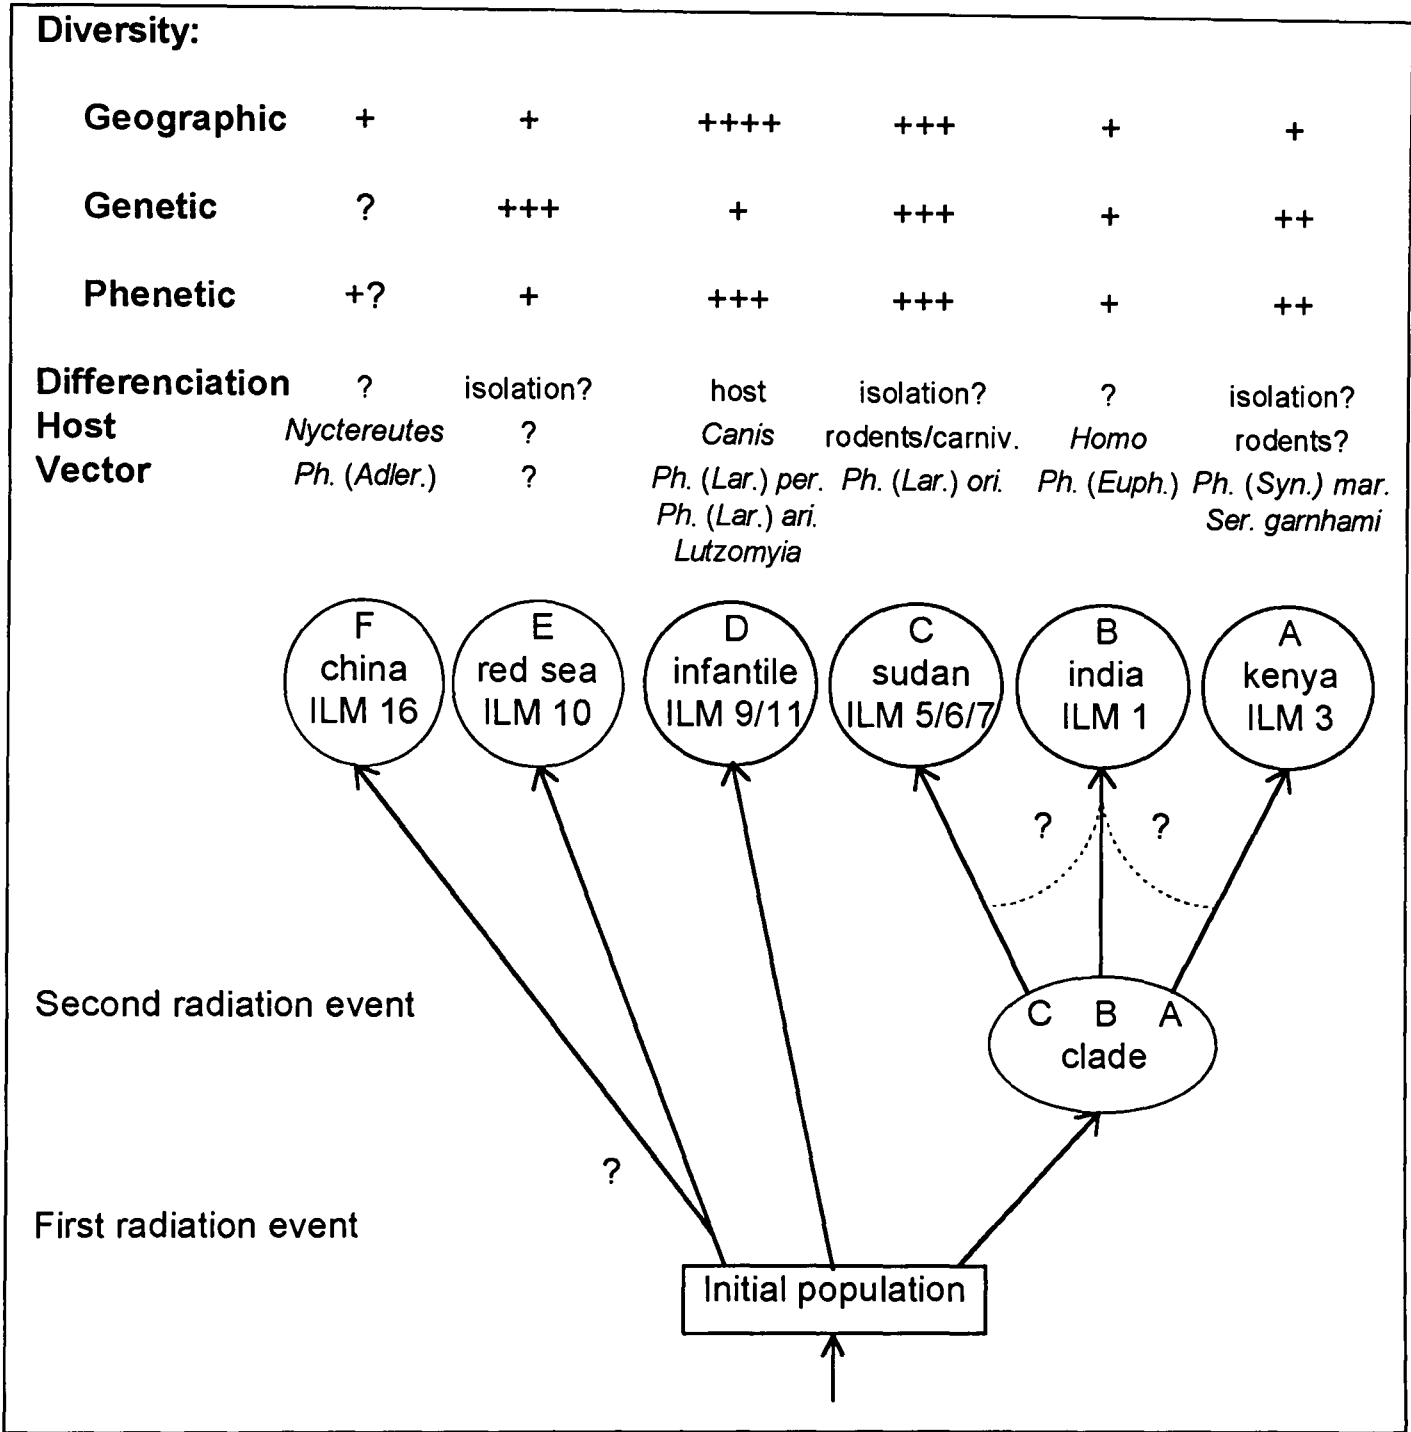 Diversity:
Geographic + + ++++ +++ + +
Genetic ? +++ + +++ + ++
Phenetic +? + +++ +++ + ++
Differenciation ? isolation? host isolation? ? isolation?
Host Nyctereutes ? Canis rodents/carniv. Homo rodents?
Vector Ph. (Adler.) ? Ph. (Lar.) per. Ph. (Lar.) ori. Ph. (Euph.) Ph. (Syn.) mar.
Ph. (Lar.) ari. Ser. garnhami
Lutzomyia
F E D C B A
china red sea infantile sudan india kenya
ILM 16 ILM 10 ILM 9/11 ILM 5/6/7 ILM 1 ILM 3
? ?
Second radiation event C B A
clade
?
First radiation event
Initial population